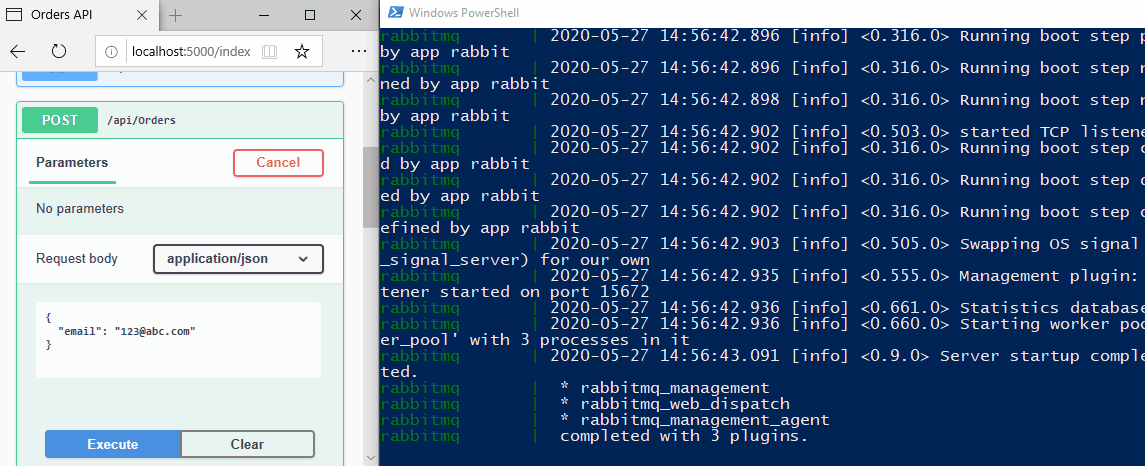 Orders API
localhost:5000/index
POST /api/Orders
Parameters
Cancel
No parameters
Request body
application/json
{
"email": "123@abc.com"
}
Execute
Clear
Windows PowerShell
rabbitmq | 2020-05-27 14:56:42.896 [info] <0.316.0> Running boot step
by app rabbit
rabbitmq | 2020-05-27 14:56:42.896 [info] <0.316.0> Running boot step
ned by app rabbit
rabbitmq | 2020-05-27 14:56:42.898 [info] <0.316.0> Running boot step
by app rabbit
rabbitmq | 2020-05-27 14:56:42.902 [info] <0.503.0> started TCP listene
rabbitmq | 2020-05-27 14:56:42.902 [info] <0.316.0> Running boot step
d by app rabbit
rabbitmq | 2020-05-27 14:56:42.902 [info] <0.316.0> Running boot step
ed by app rabbit
rabbitmq | 2020-05-27 14:56:42.902 [info] <0.316.0> Running boot step
efined by app rabbit
rabbitmq | 2020-05-27 14:56:42.903 [info] <0.505.0> Swapping OS signal
_signal_server) for our own
rabbitmq | 2020-05-27 14:56:42.935 [info] <0.555.0> Management plugin:
tener started on port 15672
rabbitmq | 2020-05-27 14:56:42.936 [info] <0.661.0> Statistics database
rabbitmq | 2020-05-27 14:56:42.936 [info] <0.660.0> Starting worker poo
er_pool' with 3 processes in it
rabbitmq | 2020-05-27 14:56:43.091 [info] <0.9.0> Server startup comple
ted.
rabbitmq | * rabbitmq_management
rabbitmq | * rabbitmq_web_dispatch
rabbitmq | * rabbitmq_management_agent
rabbitmq | completed with 3 plugins.